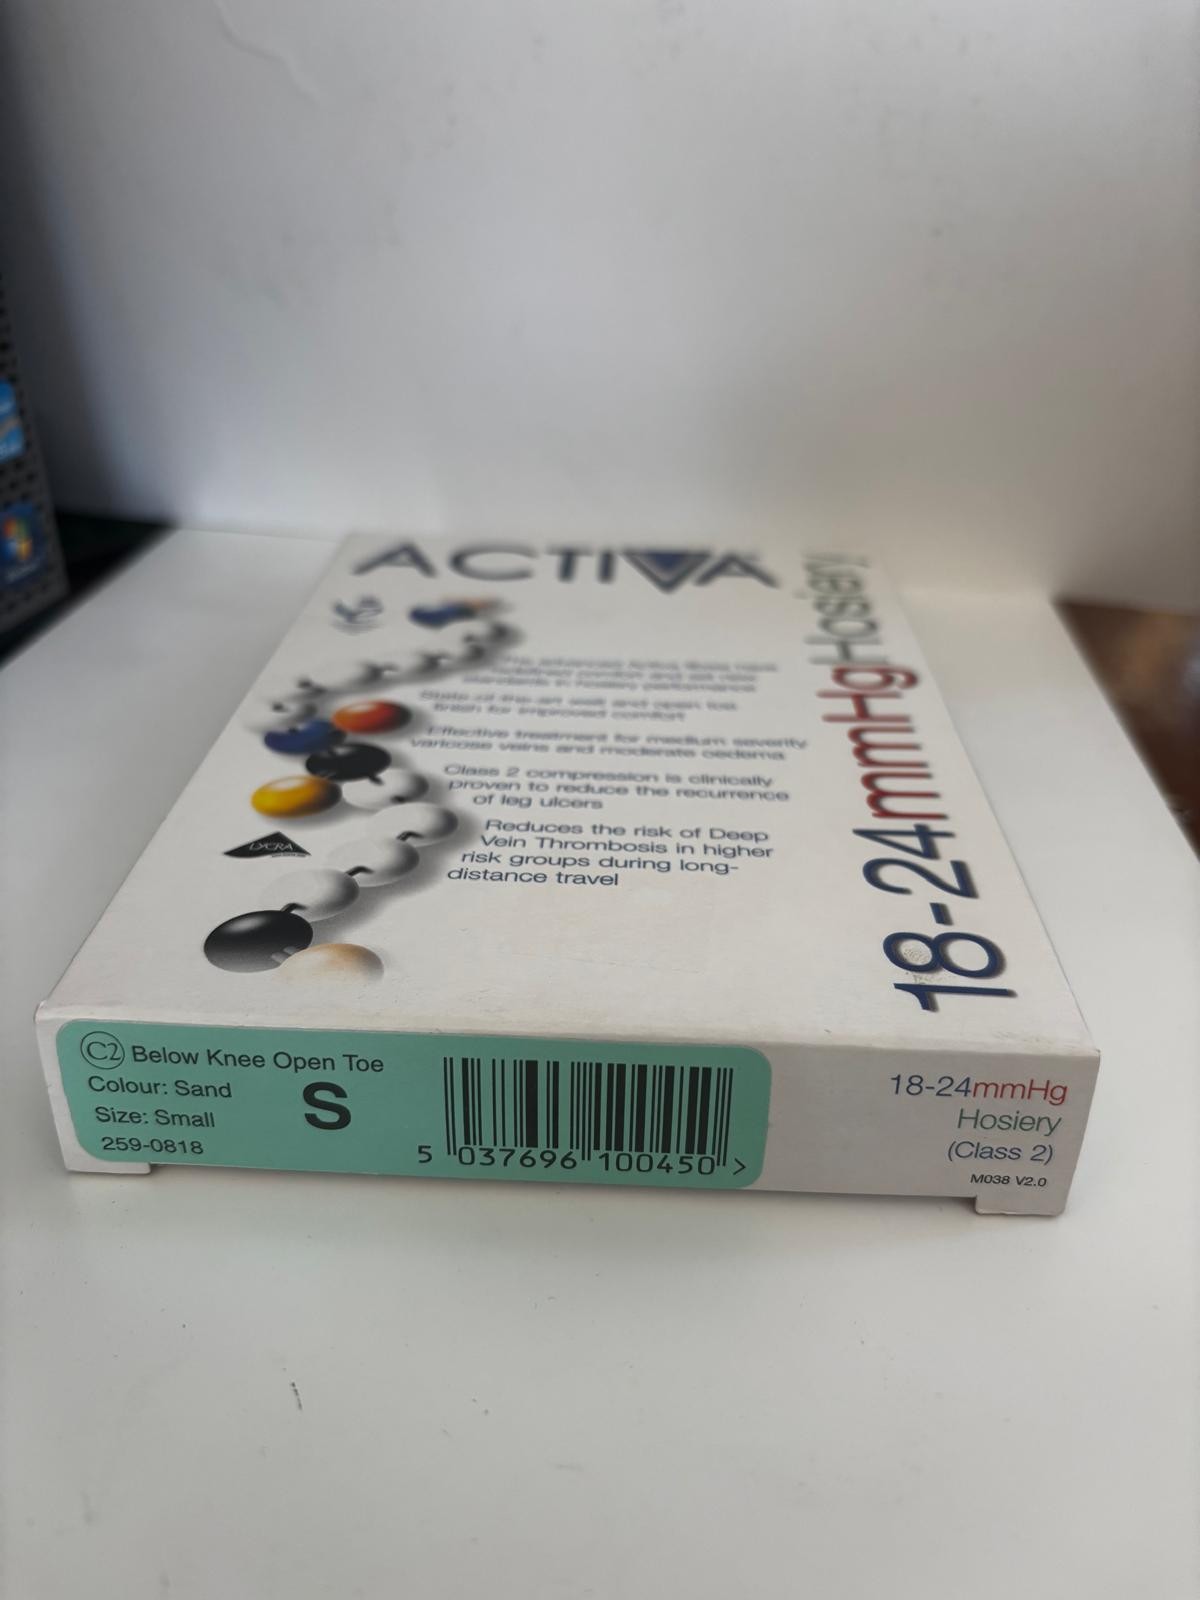 ACTIVA
18-24mmHgHosiery
State-of-the-art welt and open toe
finish for improved comfort
Effective treatment for medium severity
varicose veins and moderate oedema
Class 2 compression is clinically
proven to reduce the recurrence
of leg ulcers
Reduces the risk of Deep
Vein Thrombosis in higher
risk groups during long-
distance travel
LYCRA
C2 Below Knee Open Toe
Colour: Sand
Size: Small
S
259-0818
5 037696 100450 >
18-24mmHg
Hosiery
(Class 2)
M038 V2.0